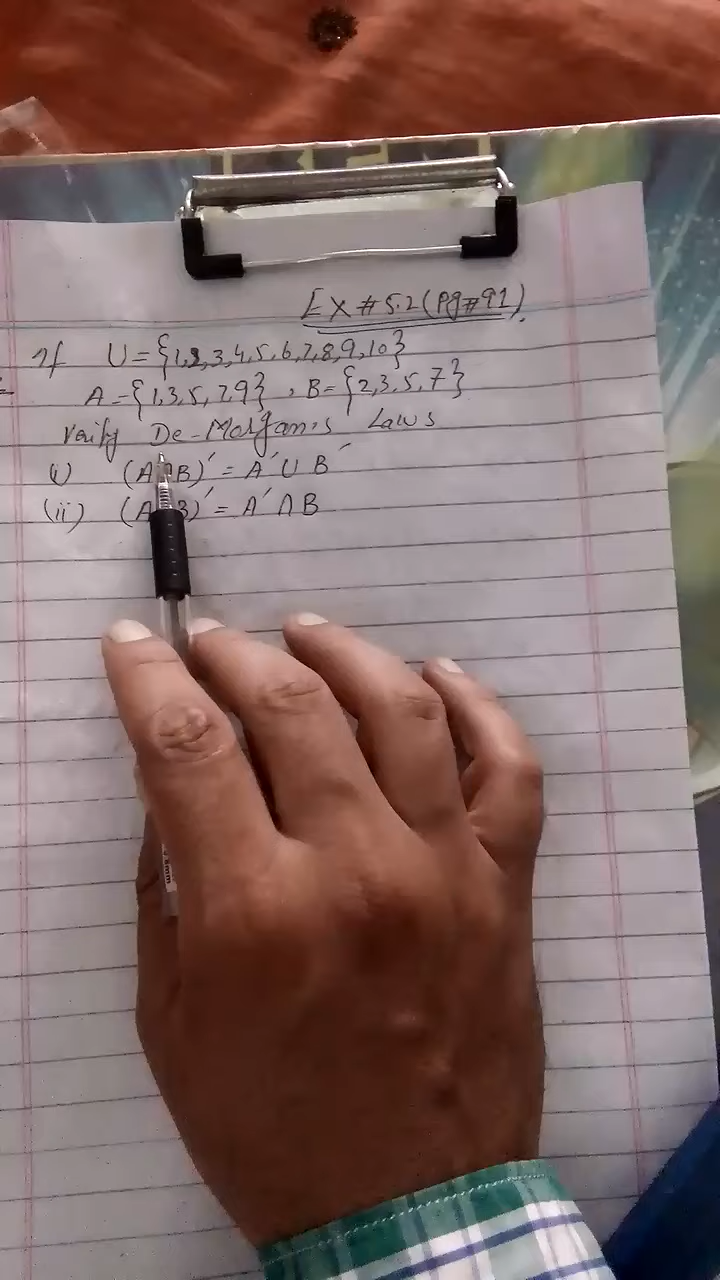 Ex # 5.2 (Pg # 91)
If U = {1,2,3,4,5,6,7,8,9,10}
A = {1,3,5,7,9}, B = {2,3,5,7}
Verify De-Morgan's Laws
(i) (A∩B)′ = A′ ∪ B′
(ii) (A B)′ = A′ ∩ B